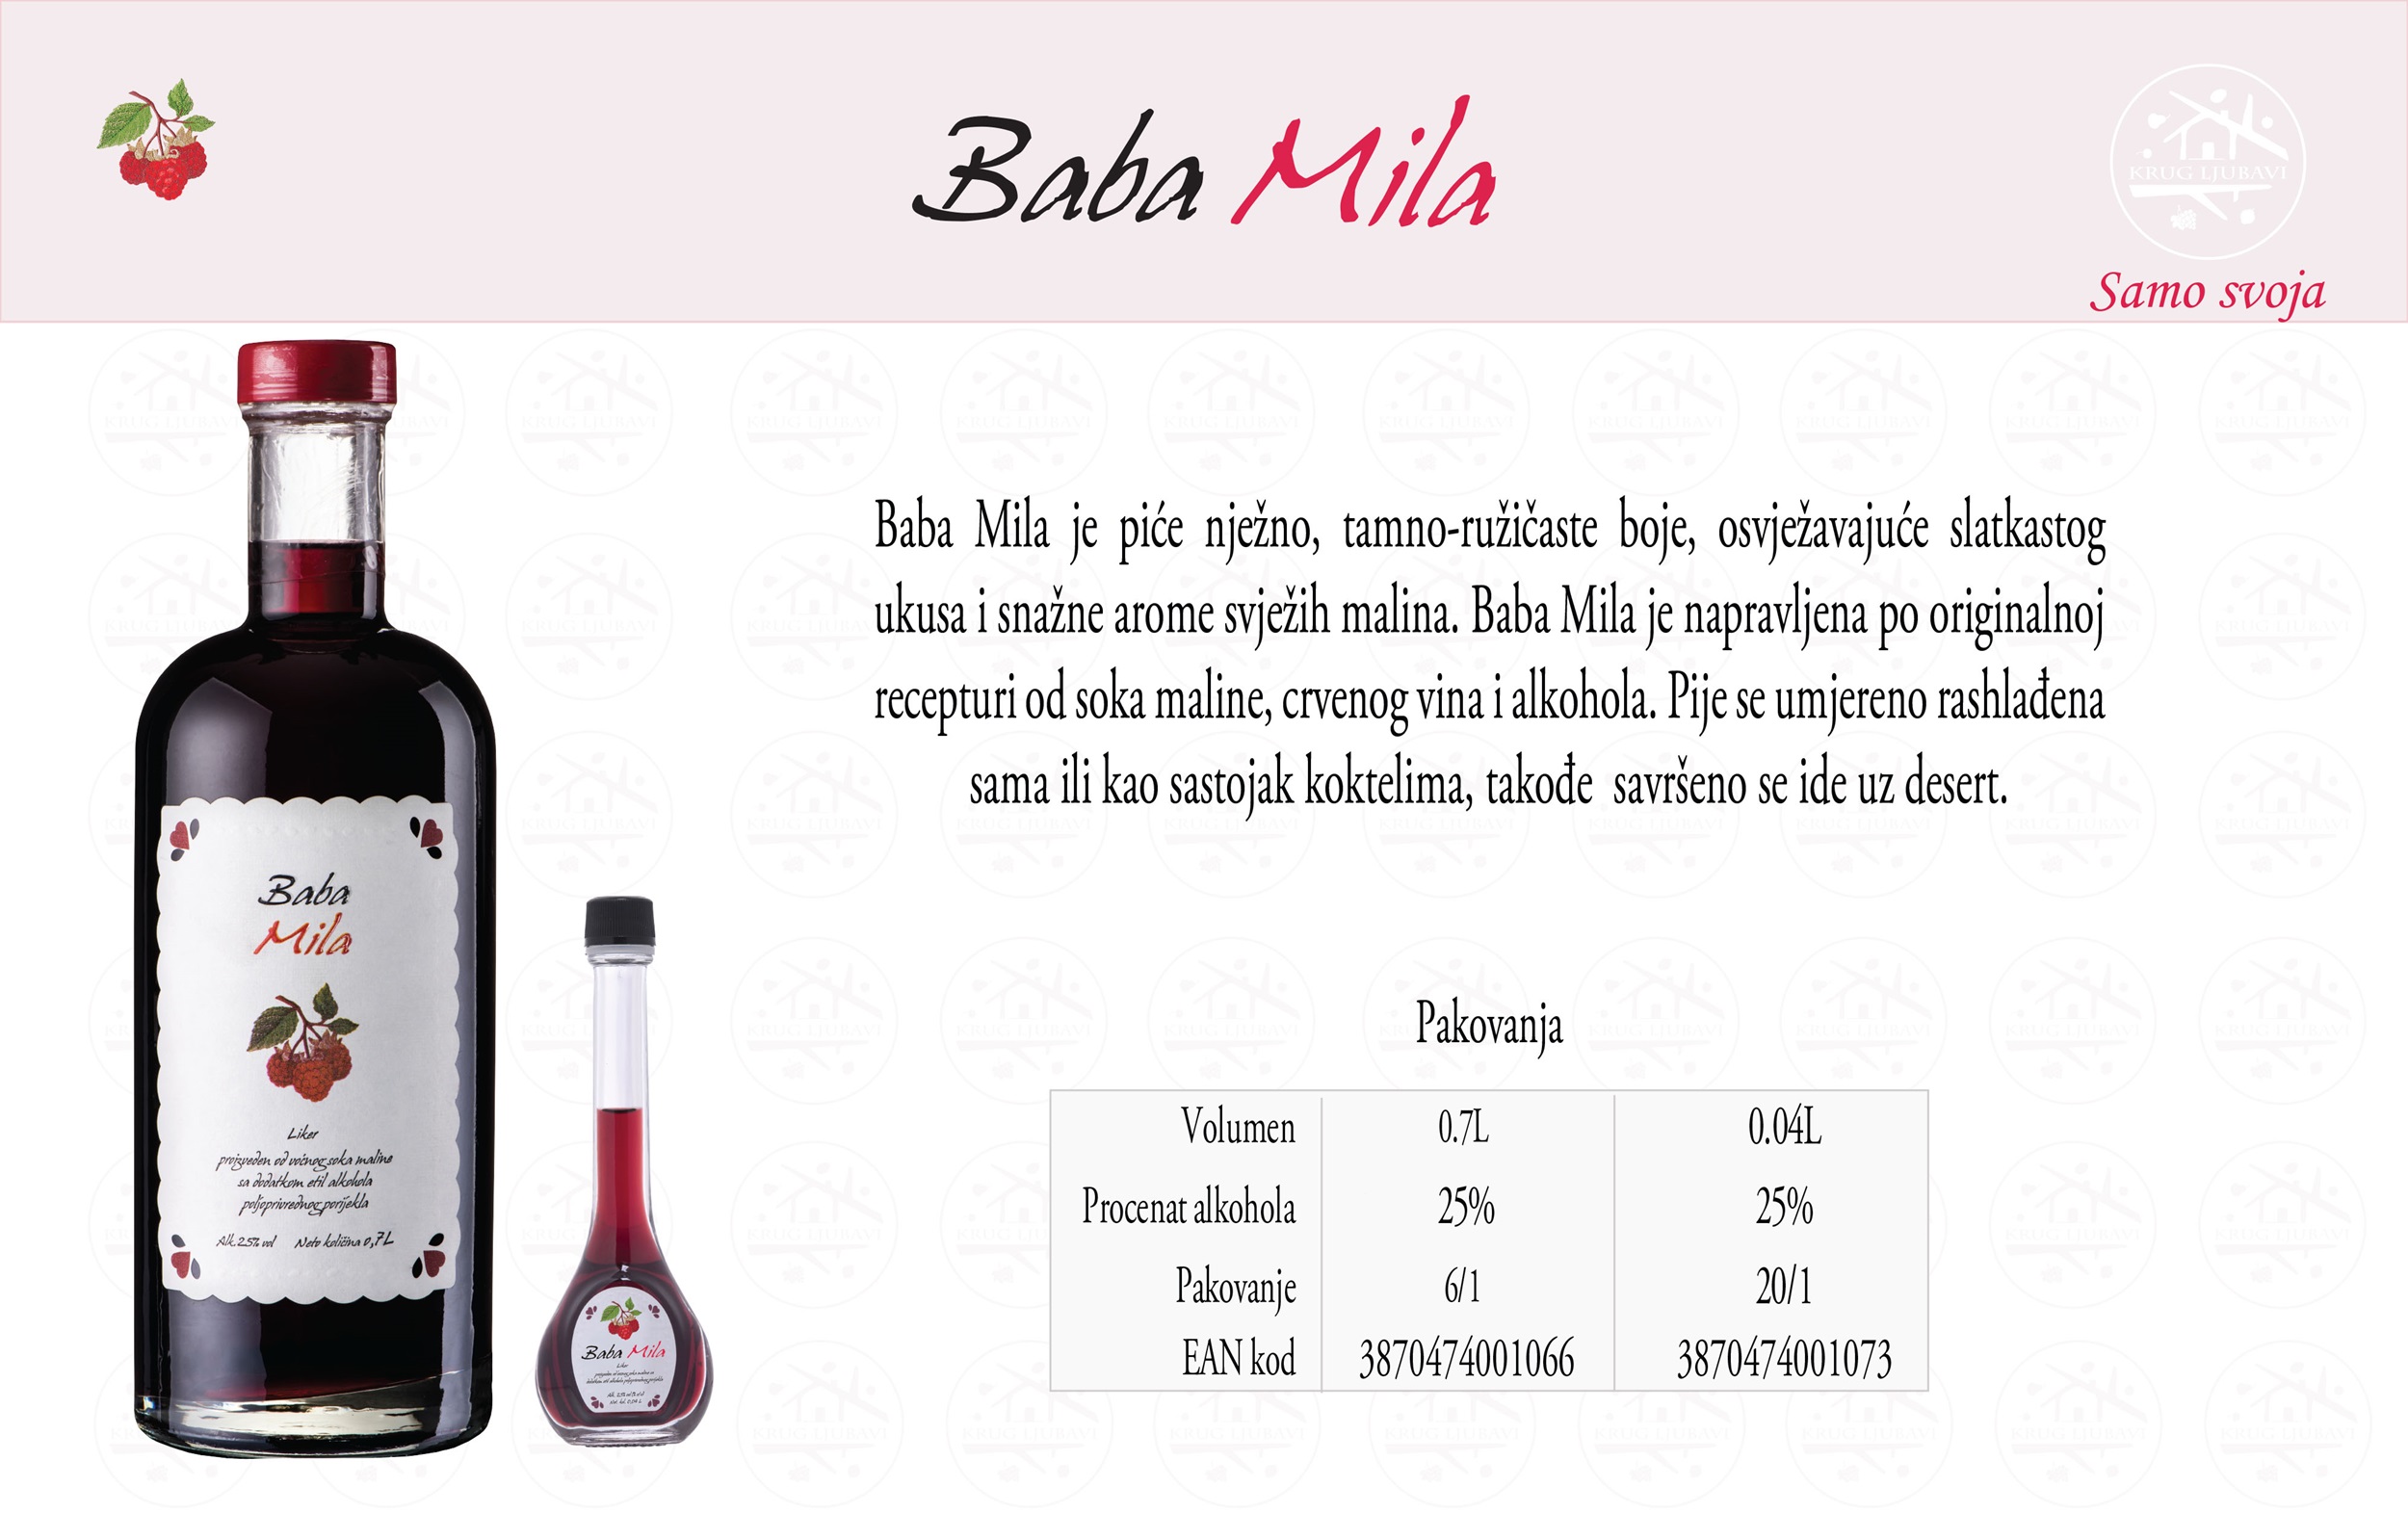 Baba Mila
KRUG LJUBAVI
Samo svoja
Baba Mila je piće nježno, tamno-ružičaste boje, osvježavajuće slatkastog
ukusa i snažne arome svježih malina. Baba Mila je napravljena po originalnoj
recepturi od soka maline, crvenog vina i alkohola. Pije se umjereno rashlađena
sama ili kao sastojak koktelima, takođe savršeno se ide uz desert.
Baba
Mila
Liker
proizveden od voćnog soka maline
sa dodatkom etil alkohola
poljoprivrednog porijekla
Alk. 25% vol Neto količina 0,7 L
Baba Mila
Liker
Pakovanja
Volumen 0.7L 0.04L
Procenat alkohola 25% 25%
Pakovanje 6/1 20/1
EAN kod 3870474001066 3870474001073